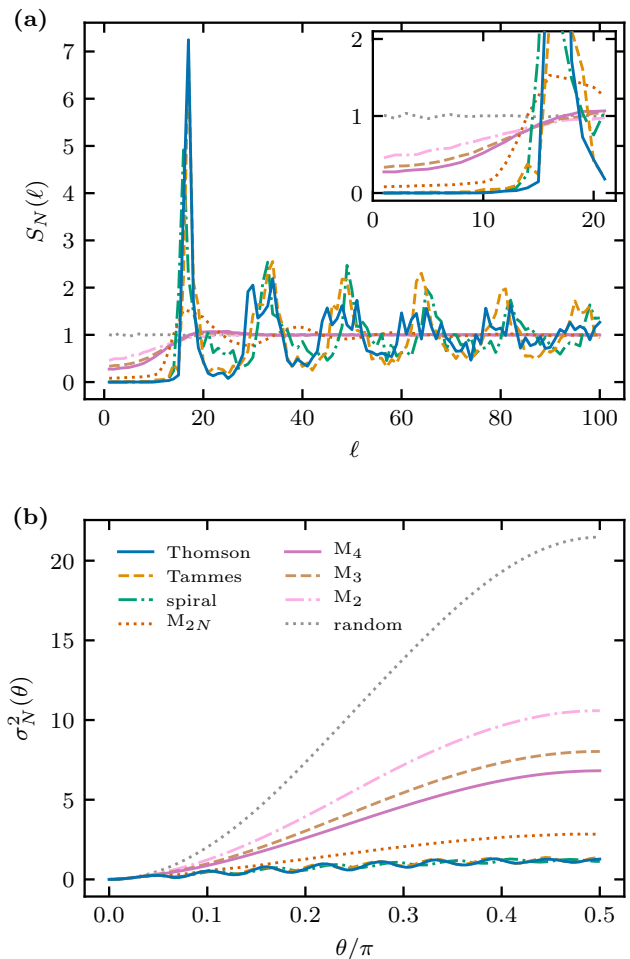 (a)
7
6
5
4
3
2
1
0
S_N(ℓ)
0 20 40 60 80 100
ℓ
2
1
0
0 10 20
(b)
20
15
10
5
0
σ²_N(θ)
Thomson
Tammes
spiral
M_{2N}
M_4
M_3
M_2
random
0.0 0.1 0.2 0.3 0.4 0.5
θ/π